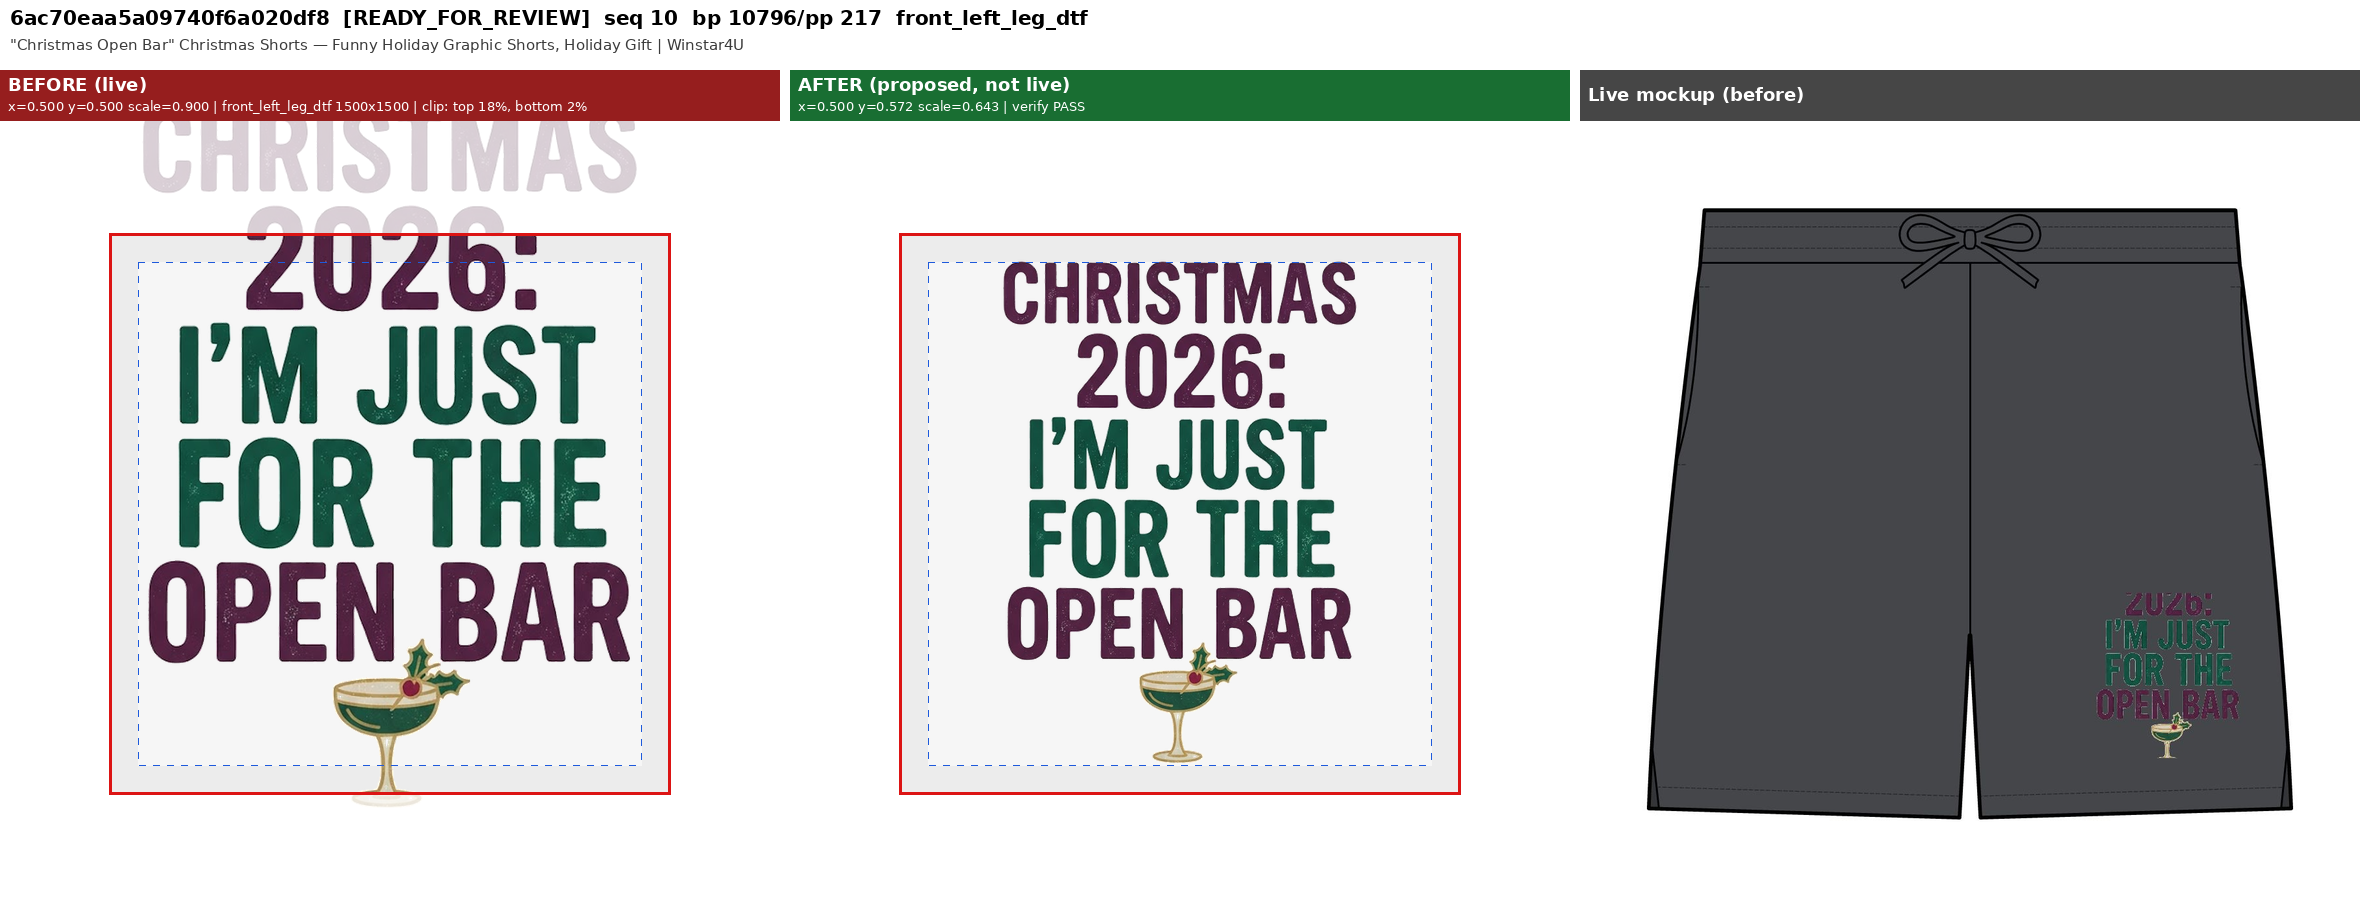 6ac70eaa5a09740f6a020df8 [READY_FOR_REVIEW] seq 10 bp 10796/pp 217 front_left_leg_dtf
"Christmas Open Bar" Christmas Shorts — Funny Holiday Graphic Shorts, Holiday Gift | Winstar4U
BEFORE (live)
x=0.500 y=0.500 scale=0.900 | front_left_leg_dtf 1500x1500 | clip: top 18%, bottom 2%
CHRISTMAS
2026:
I'M JUST
FOR THE
OPEN BAR
AFTER (proposed, not live)
x=0.500 y=0.572 scale=0.643 | verify PASS
CHRISTMAS
2026:
I'M JUST
FOR THE
OPEN BAR
Live mockup (before)
2026:
I'M JUST
FOR THE
OPEN BAR